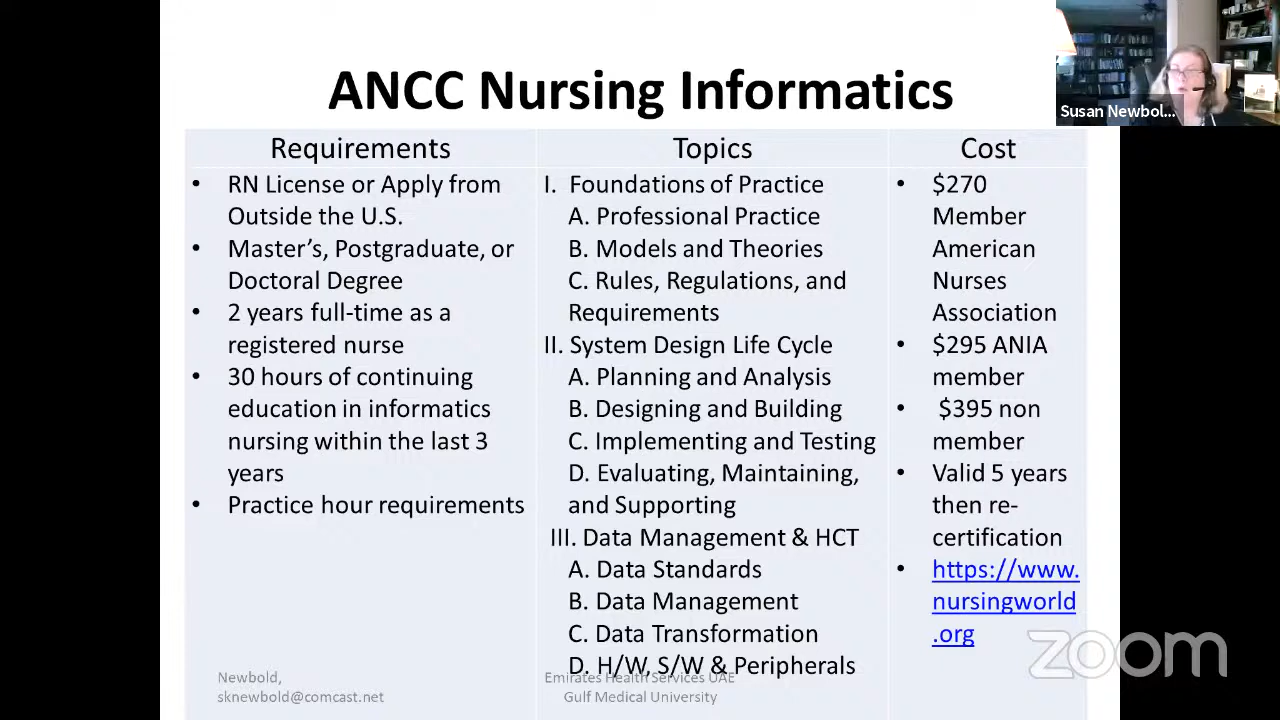 ANCC Nursing Informatics
Susan Newbol...
Requirements
• RN License or Apply from
Outside the U.S.
• Master’s, Postgraduate, or
Doctoral Degree
• 2 years full-time as a
registered nurse
• 30 hours of continuing
education in informatics
nursing within the last 3
years
• Practice hour requirements
Topics
I. Foundations of Practice
A. Professional Practice
B. Models and Theories
C. Rules, Regulations, and
Requirements
II. System Design Life Cycle
A. Planning and Analysis
B. Designing and Building
C. Implementing and Testing
D. Evaluating, Maintaining,
and Supporting
III. Data Management & HCT
A. Data Standards
B. Data Management
C. Data Transformation
D. H/W, S/W & Peripherals
Cost
• $270
Member
American
Nurses
Association
• $295 ANIA
member
• $395 non
member
• Valid 5 years
then re-
certification
• https://www.
nursingworld
.org
Newbold,
sknewbold@comcast.net
Emirates Health Services UAE
Gulf Medical University
zoom